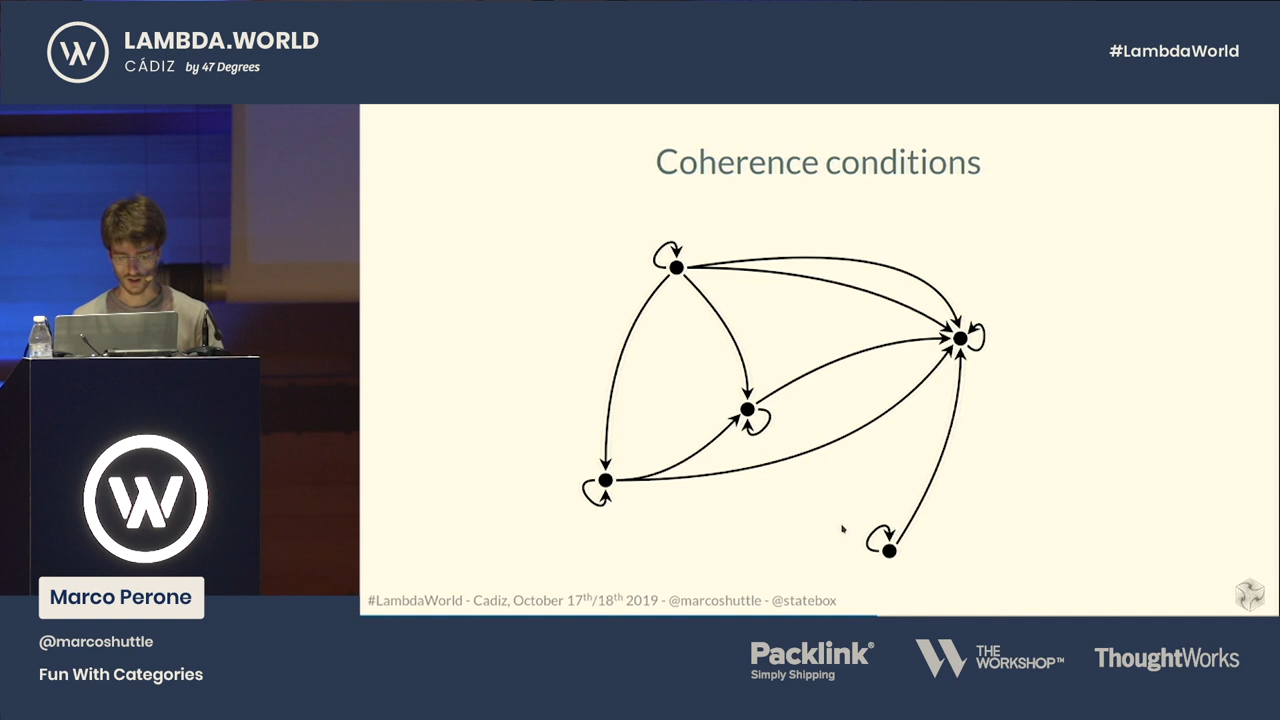 LAMBDA.WORLD
CÁDIZ by 47 Degrees
#LambdaWorld
Coherence conditions
#LambdaWorld - Cadiz, October 17th/18th 2019 - @marcoshuttle - @statebox
W
Marco Perone
@marcoshuttle
Fun With Categories
Packlink®
Simply Shipping
THE
WORKSHOP™
ThoughtWorks